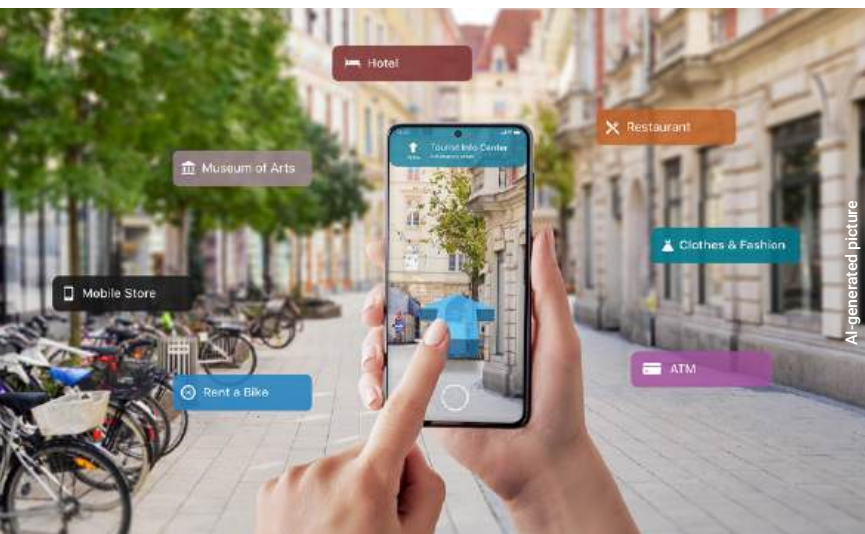 Hotel
Restaurant
Tourist Info Center
Museum of Arts
Clothes & Fashion
Mobile Store
ATM
Rent a Bike
AI-generated picture